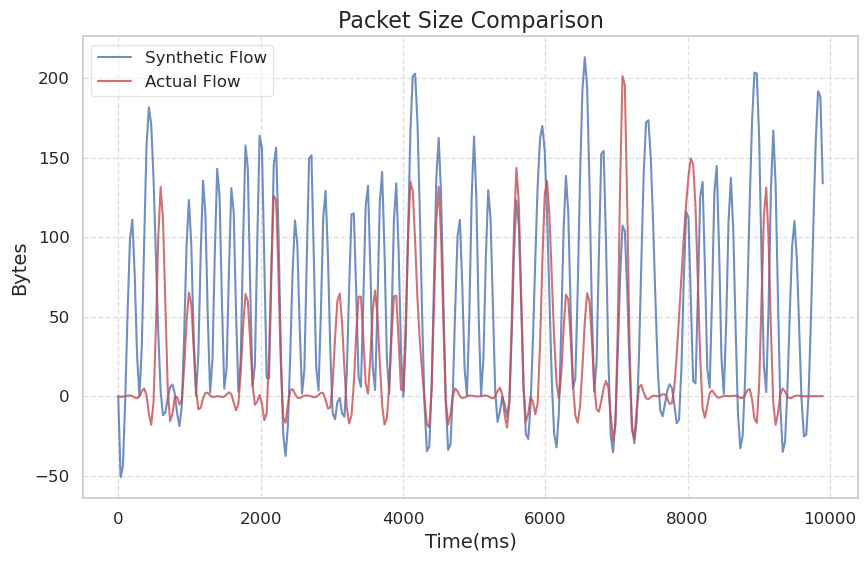 Packet Size Comparison
Synthetic Flow
Actual Flow
200
150
100
50
0
−50
Bytes
0 2000 4000 6000 8000 10000
Time(ms)